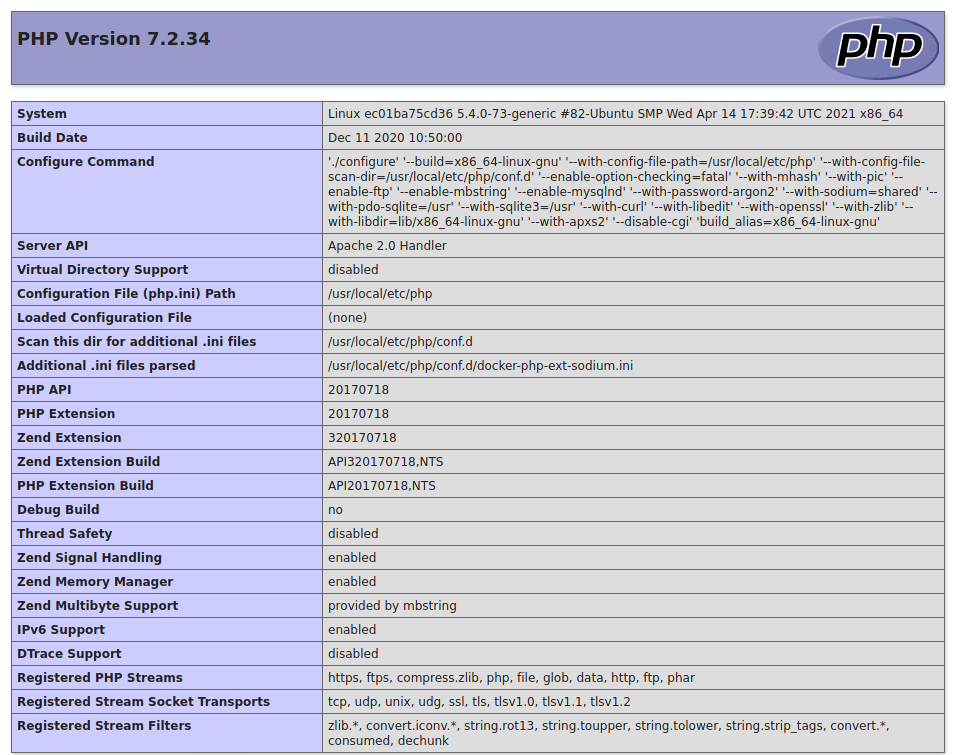 PHP Version 7.2.34
php
System Linux ec01ba75cd36 5.4.0-73-generic #82-Ubuntu SMP Wed Apr 14 17:39:42 UTC 2021 x86_64
Build Date Dec 11 2020 10:50:00
Configure Command './configure' '--build=x86_64-linux-gnu' '--with-config-file-path=/usr/local/etc/php' '--with-config-file-
scan-dir=/usr/local/etc/php/conf.d' '--enable-option-checking=fatal' '--with-mhash' '--with-pic' '--
enable-ftp' '--enable-mbstring' '--enable-mysqlnd' '--with-password-argon2' '--with-sodium=shared' '--
with-pdo-sqlite=/usr' '--with-sqlite3=/usr' '--with-curl' '--with-libedit' '--with-openssl' '--with-zlib' '--
with-libdir=lib/x86_64-linux-gnu' '--with-apxs2' '--disable-cgi' 'build_alias=x86_64-linux-gnu'
Server API Apache 2.0 Handler
Virtual Directory Support disabled
Configuration File (php.ini) Path /usr/local/etc/php
Loaded Configuration File (none)
Scan this dir for additional .ini files /usr/local/etc/php/conf.d
Additional .ini files parsed /usr/local/etc/php/conf.d/docker-php-ext-sodium.ini
PHP API 20170718
PHP Extension 20170718
Zend Extension 320170718
Zend Extension Build API320170718,NTS
PHP Extension Build API20170718,NTS
Debug Build no
Thread Safety disabled
Zend Signal Handling enabled
Zend Memory Manager enabled
Zend Multibyte Support provided by mbstring
IPv6 Support enabled
DTrace Support disabled
Registered PHP Streams https, ftps, compress.zlib, php, file, glob, data, http, ftp, phar
Registered Stream Socket Transports tcp, udp, unix, udg, ssl, tls, tlsv1.0, tlsv1.1, tlsv1.2
Registered Stream Filters zlib.*, convert.iconv.*, string.rot13, string.toupper, string.tolower, string.strip_tags, convert.*,
consumed, dechunk